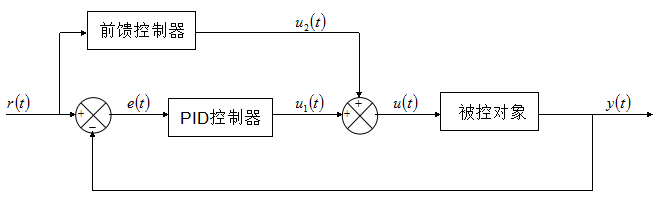 前馈控制器
u₂(t)
r(t)
+
−
e(t)
PID控制器
u₁(t)
+
+
u(t)
被控对象
y(t)